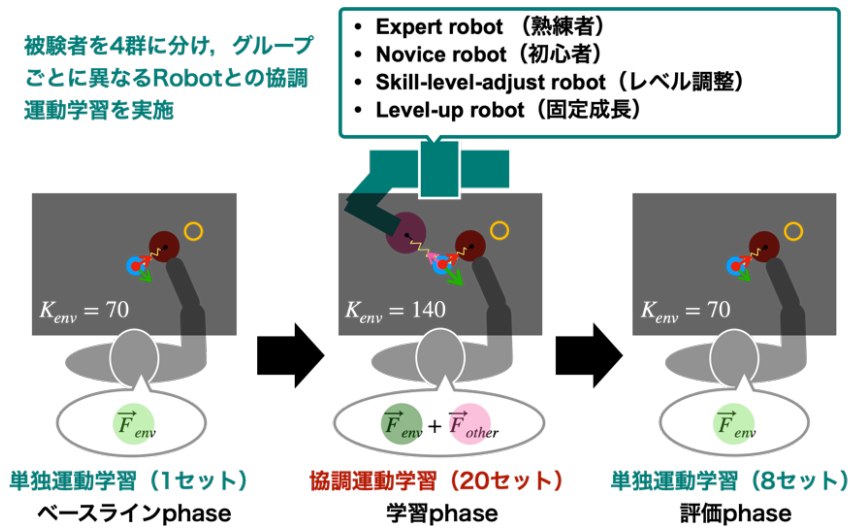 被験者を4群に分け，グループ
ごとに異なるRobotとの協調
運動学習を実施
• Expert robot （熟練者）
• Novice robot（初心者）
• Skill-level-adjust robot（レベル調整）
• Level-up robot（固定成長）
K_env = 70
K_env = 140
K_env = 70
F⃗_env
F⃗_env + F⃗_other
F⃗_env
単独運動学習（1セット）
ベースラインphase
協調運動学習（20セット）
学習phase
単独運動学習（8セット）
評価phase